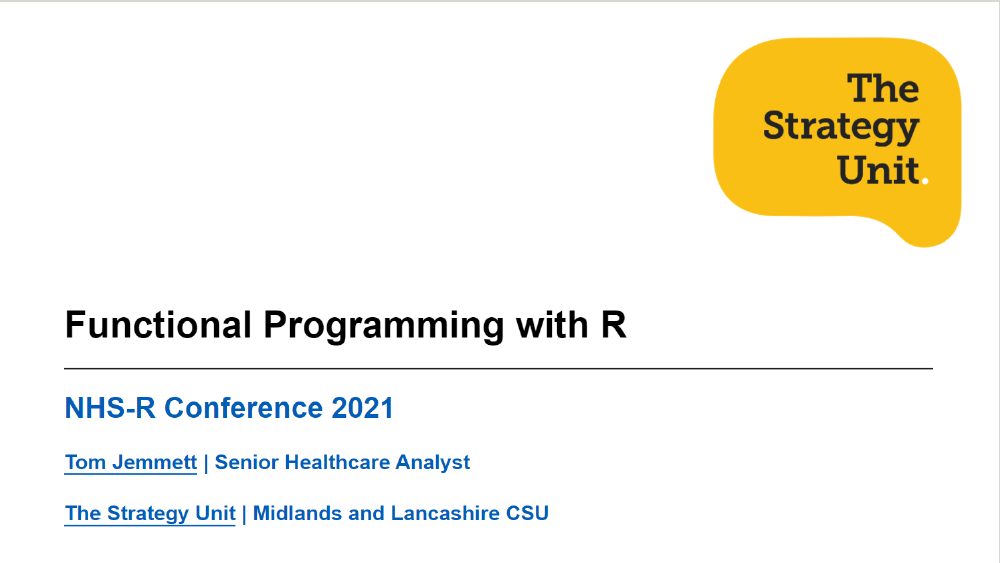 The
Strategy
Unit.
Functional Programming with R
NHS-R Conference 2021
Tom Jemmett | Senior Healthcare Analyst
The Strategy Unit | Midlands and Lancashire CSU